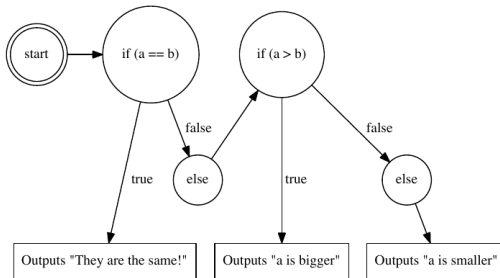 start
if (a == b)
if (a > b)
false
false
true
else
true
else
Outputs "They are the same!"
Outputs "a is bigger"
Outputs "a is smaller"